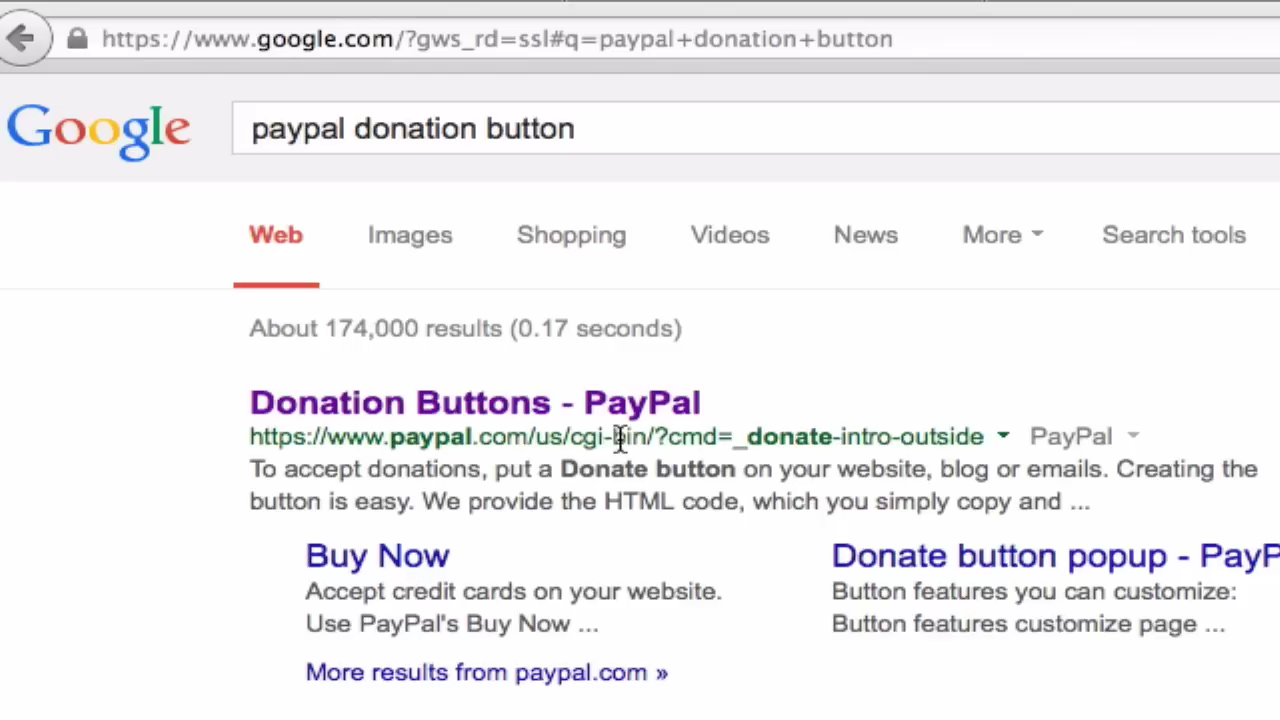 https://www.google.com/?gws_rd=ssl#q=paypal+donation+button
Google
paypal donation button
Web Images Shopping Videos News More Search tools
About 174,000 results (0.17 seconds)
Donation Buttons - PayPal
https://www.paypal.com/us/cgi-bin/?cmd=_donate-intro-outside PayPal
To accept donations, put a Donate button on your website, blog or emails. Creating the
button is easy. We provide the HTML code, which you simply copy and ...
Buy Now
Accept credit cards on your website.
Use PayPal's Buy Now ...
More results from paypal.com »
Donate button popup - PayP
Button features you can customize:
Button features customize page ...